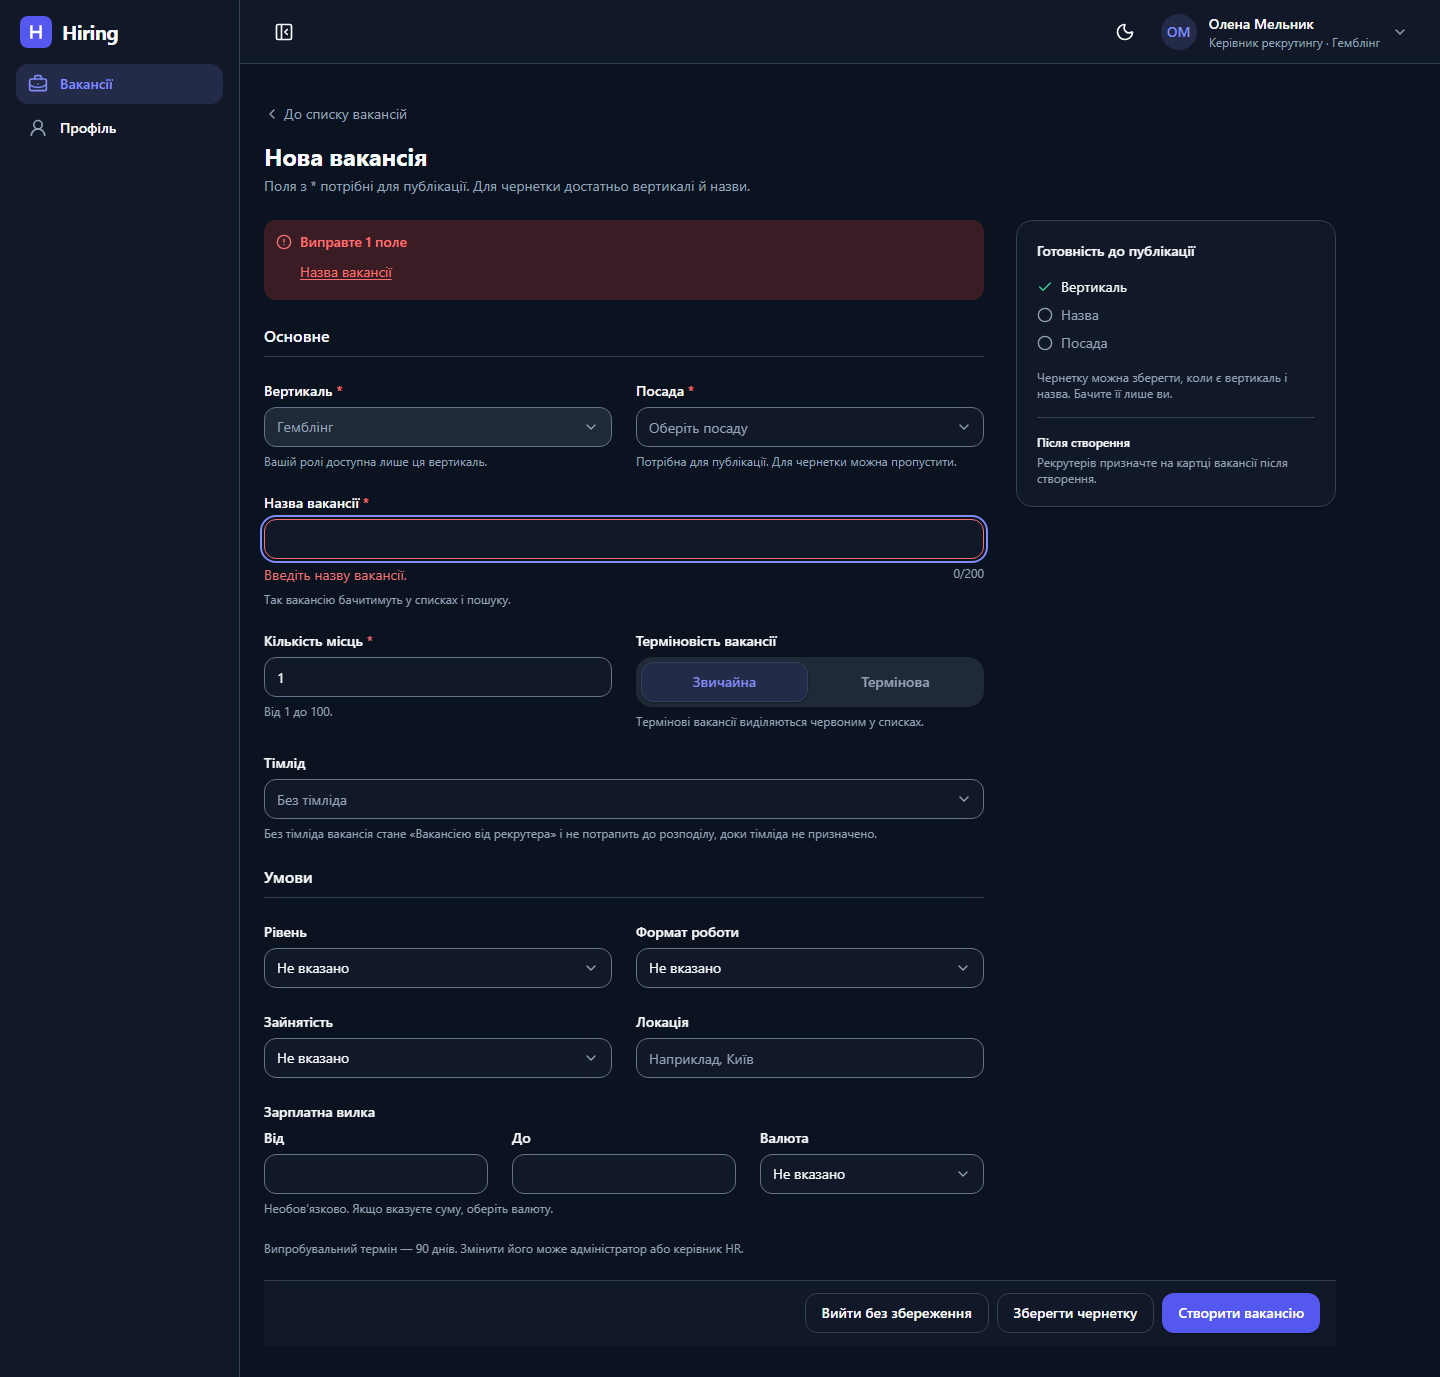 H Hiring
Вакансії
Профіль
ОМ
Олена Мельник
Керівник рекрутингу · Гемблінг
До списку вакансій
Нова вакансія
Поля з * потрібні для публікації. Для чернетки достатньо вертикалі й назви.
Виправте 1 поле
Назва вакансії
Основне
Вертикаль *
Гемблінг
Вашій ролі доступна лише ця вертикаль.
Посада *
Оберіть посаду
Потрібна для публікації. Для чернетки можна пропустити.
Назва вакансії *
Введіть назву вакансії.
0/200
Так вакансію бачитимуть у списках і пошуку.
Кількість місць *
1
Від 1 до 100.
Терміновість вакансії
Звичайна
Термінова
Термінові вакансії виділяються червоним у списках.
Тімлід
Без тімліда
Без тімліда вакансія стане «Вакансією від рекрутера» і не потрапить до розподілу, доки тімліда не призначено.
Умови
Рівень
Не вказано
Формат роботи
Не вказано
Зайнятість
Не вказано
Локація
Наприклад, Київ
Зарплатна вилка
Від
До
Валюта
Не вказано
Необов'язково. Якщо вказуєте суму, оберіть валюту.
Випробувальний термін — 90 днів. Змінити його може адміністратор або керівник HR.
Вийти без збереження
Зберегти чернетку
Створити вакансію
Готовність до публікації
Вертикаль
Назва
Посада
Чернетку можна зберегти, коли є вертикаль і
назва. Бачите її лише ви.
Після створення
Рекрутерів призначте на картці вакансії після
створення.